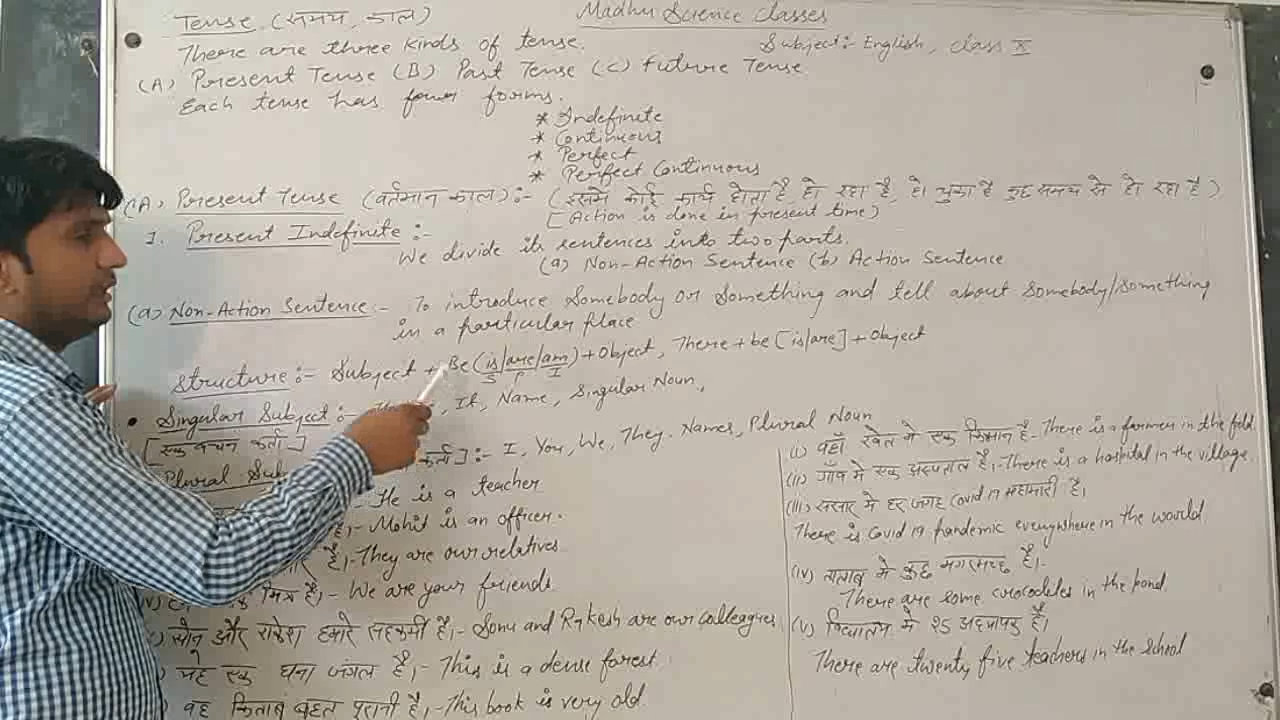 Tense (समय, काल)
Madhu Science Classes
There are three kinds of tense.
Subject:- English, Class X
(A) Present Tense (B) Past Tense (C) Future Tense
Each tense has four forms.
* Indefinite
* Continuous
* Perfect
* Perfect Continuous
(A) Present Tense (वर्तमान काल) :- (इसमे कोई कार्य होता है, हो रहा है, हो चुका है कुछ समय से हो रहा है)
[Action is done in present time)
1. Present Indefinite :-
We divide its sentences into two parts.
(a) Non-Action Sentence (b) Action Sentence
(a) Non-Action Sentence:- To introduce Somebody or Something and tell about Somebody/Something
in a particular place
Structure:- Subject + Be (is/are/am) + Object, There + be [is/are] + Object
S P I
• Singular Subject:- It, Name, Singular Noun,
[एक वचन कर्ता]
Plural Sub कर्ता] :- I, You, We, They. Names, Plural Noun
- He is a teacher
है।- Mohit is an officer.
है।- They are our relatives
मित्र है।- We are your friends
सोनू और राकेश हमारे सहकर्मी है।- Sonu and Rakesh are our colleagues
यह एक घना जंगल है।- This is a dense forest.
वह किताब बहुत पुरानी है।- This book is very old.
(i) वहाँ खेत मे एक किसान है- There is a farmer in the field.
(ii) गाँव मे एक अस्पताल है।- There is a hospital in the village.
(iii) संसार मे हर जगह Covid 19 महामारी है।
There is Covid 19 pandemic everywhere in the world
(iv) तालाब मे कुछ मगरमच्छ है।-
There are some crocodiles in the pond
(v) विद्यालय मे २५ अध्यापक है।
There are twenty five teachers in the school